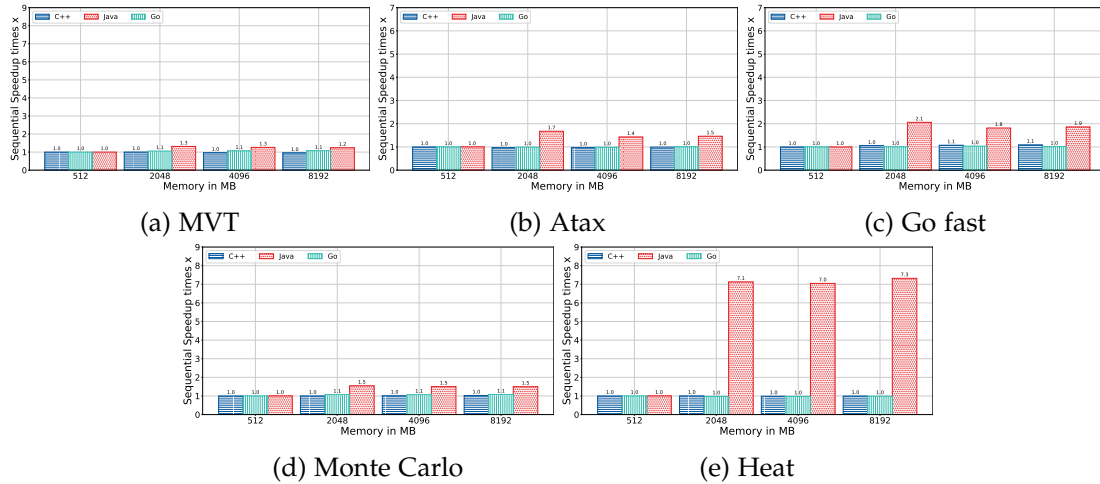 Sequential Speedup times x
9
8
7
6
5
4
3
2
1
0
C++ Java Go
1.0 1.0 1.0 1.0 1.1 1.3 1.0 1.1 1.3 1.0 1.1 1.2
512 2048 4096 8192
Memory in MB
(a) MVT
Sequential Speedup times x
7
6
5
4
3
2
1
0
C++ Java Go
1.0 1.0 1.0 1.0 1.0 1.7 1.0 1.0 1.4 1.0 1.0 1.5
512 2048 4096 8192
Memory in MB
(b) Atax
Sequential Speedup times x
7
6
5
4
3
2
1
0
C++ Java Go
1.0 1.0 1.0 1.0 1.0 2.1 1.1 1.0 1.8 1.1 1.0 1.9
512 2048 4096 8192
Memory in MB
(c) Go fast
Sequential Speedup times x
9
8
7
6
5
4
3
2
1
0
C++ Java Go
1.0 1.0 1.0 1.0 1.1 1.5 1.0 1.1 1.5 1.0 1.1 1.5
512 2048 4096 8192
Memory in MB
(d) Monte Carlo
Sequential Speedup times x
9
8
7
6
5
4
3
2
1
0
C++ Java Go
1.0 1.0 1.0 1.0 1.0 7.1 1.0 1.0 7.0 1.0 1.0 7.3
512 2048 4096 8192
Memory in MB
(e) Heat